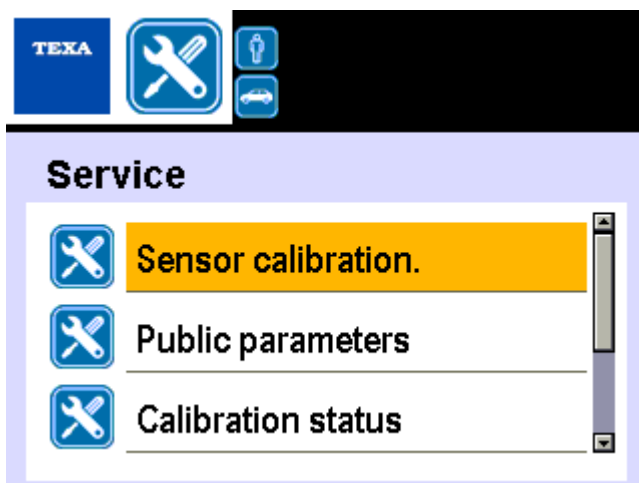 TEXA
Service
Sensor calibration.
Public parameters
Calibration status